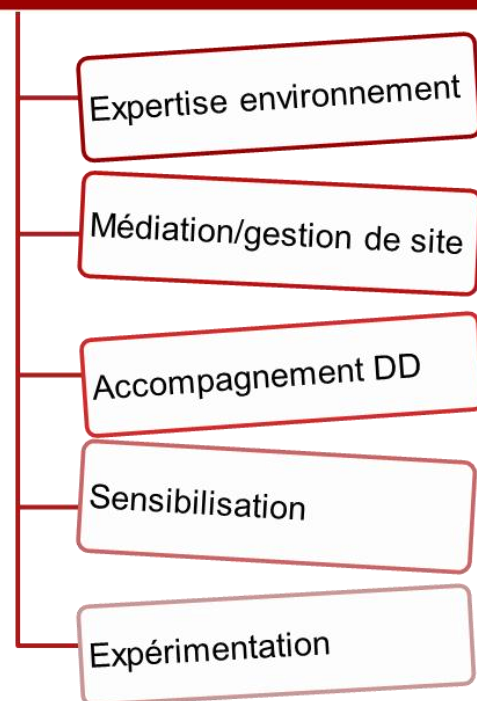 Expertise environnement
Médiation/gestion de site
Accompagnement DD
Sensibilisation
Expérimentation